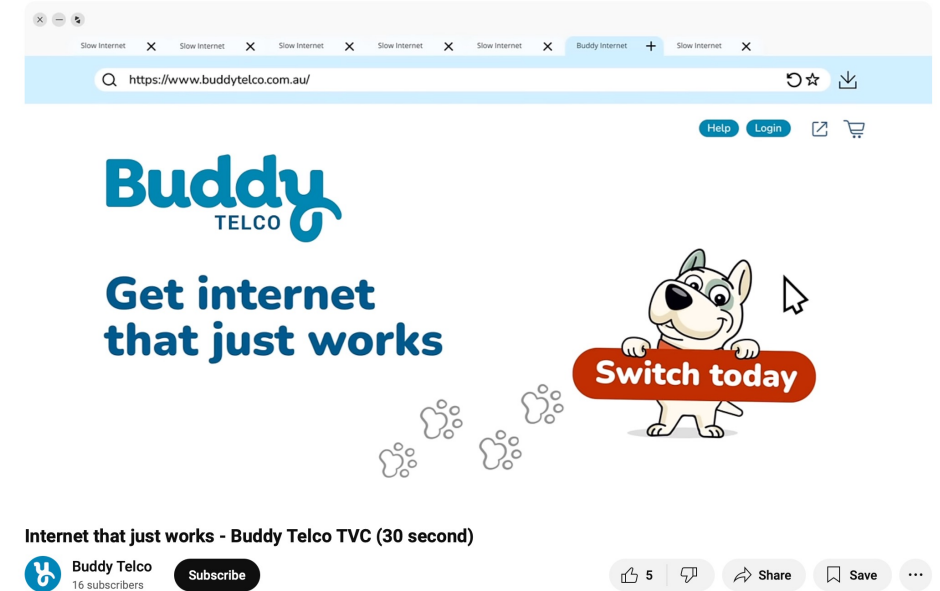 Slow Internet Slow Internet Slow Internet Slow Internet Slow Internet Buddy Internet Slow Internet
https://www.buddytelco.com.au/
Help Login
Buddy
TELCO
Get internet
that just works
Switch today
Internet that just works - Buddy Telco TVC (30 second)
Buddy Telco
16 subscribers
Subscribe
5
Share
Save